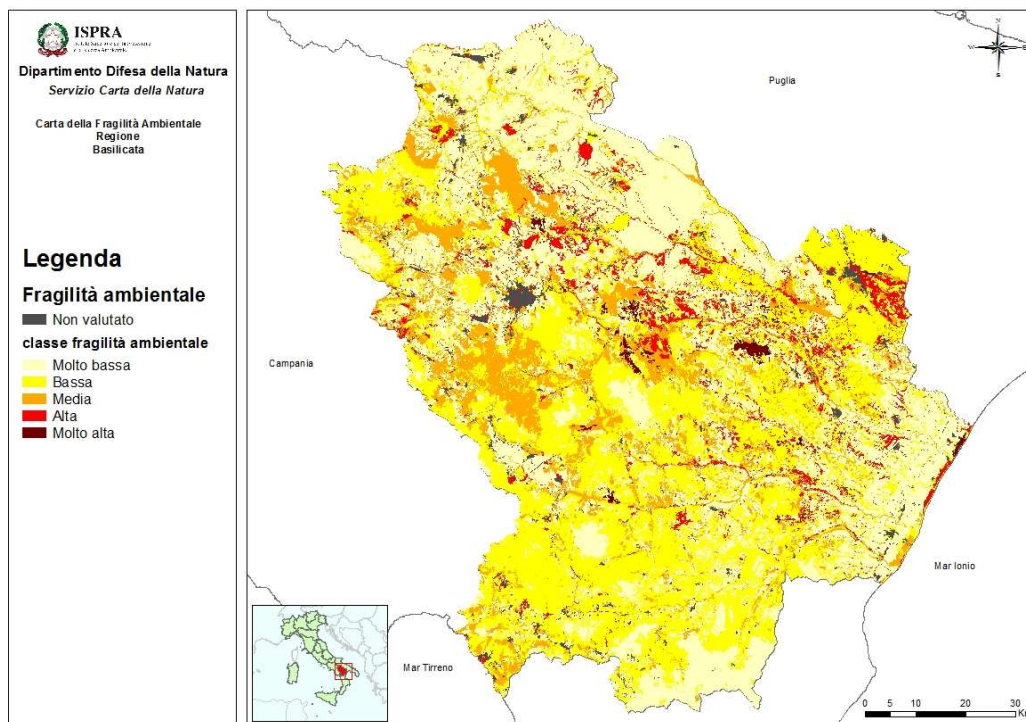 ISPRA
Dipartimento Difesa della Natura
Servizio Carta della Natura
Carta della Fragilità Ambientale
Regione
Basilicata
Legenda
Fragilità ambientale
Non valutato
classe fragilità ambientale
Molto bassa
Bassa
Media
Alta
Molto alta
N
W
E
S
Puglia
Campania
Mar Ionio
Mar Tirreno
0 5 10 20 30